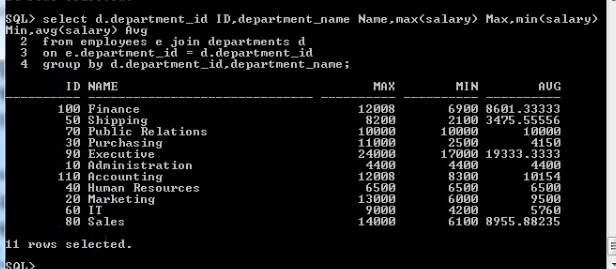 SQL> select d.department_id ID,department_name Name,max(salary) Max,min(salary)
Min,avg(salary) Avg
2 from employees e join departments d
3 on e.department_id = d.department_id
4 group by d.department_id,department_name;
ID NAME MAX MIN AVG
---------- ------------------------------ ---------- ---------- ----------
100 Finance 12008 6900 8601.33333
50 Shipping 8200 2100 3475.55556
70 Public Relations 10000 10000 10000
30 Purchasing 11000 2500 4150
90 Executive 24000 17000 19333.3333
10 Administration 4400 4400 4400
110 Accounting 12008 8300 10154
40 Human Resources 6500 6500 6500
20 Marketing 13000 6000 9500
60 IT 9000 4200 5760
80 Sales 14000 6100 8955.88235
11 rows selected.
SQL>